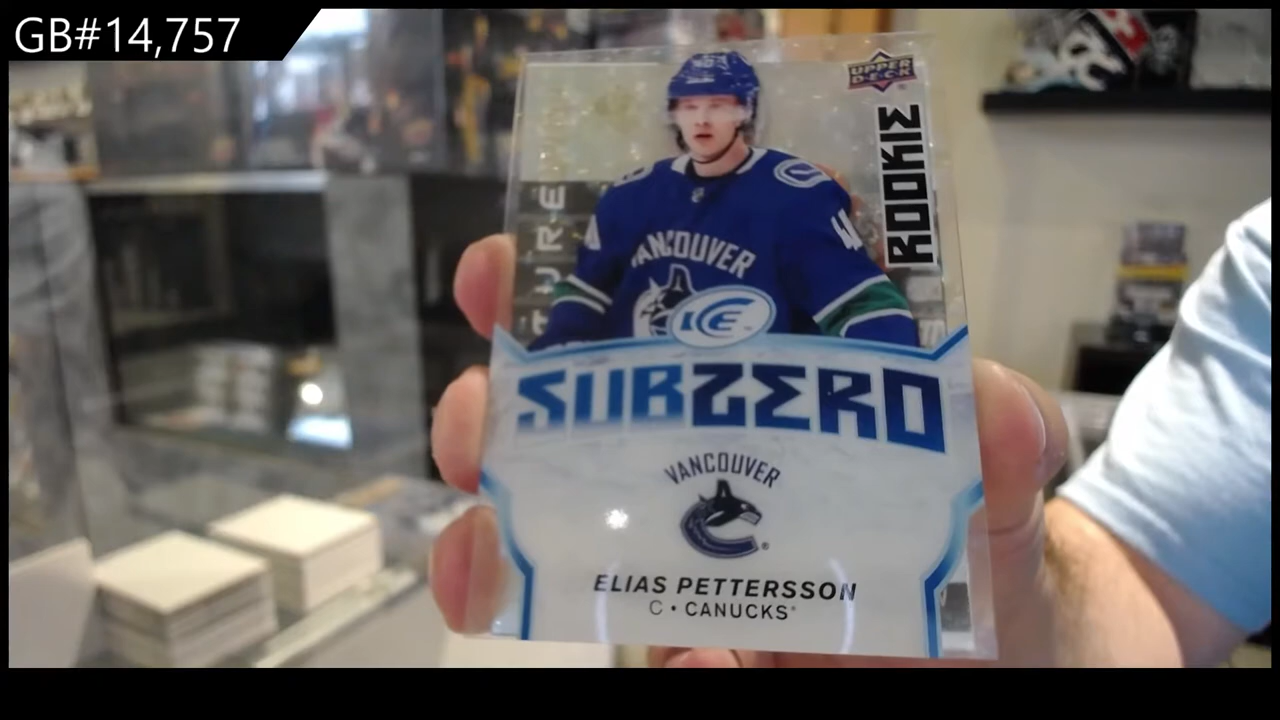 GB#14,757
UPPER
DECK
ROOKIE
VANCOUVER
ICE
SUBZERO
VANCOUVER
ELIAS PETTERSSON
C • CANUCKS